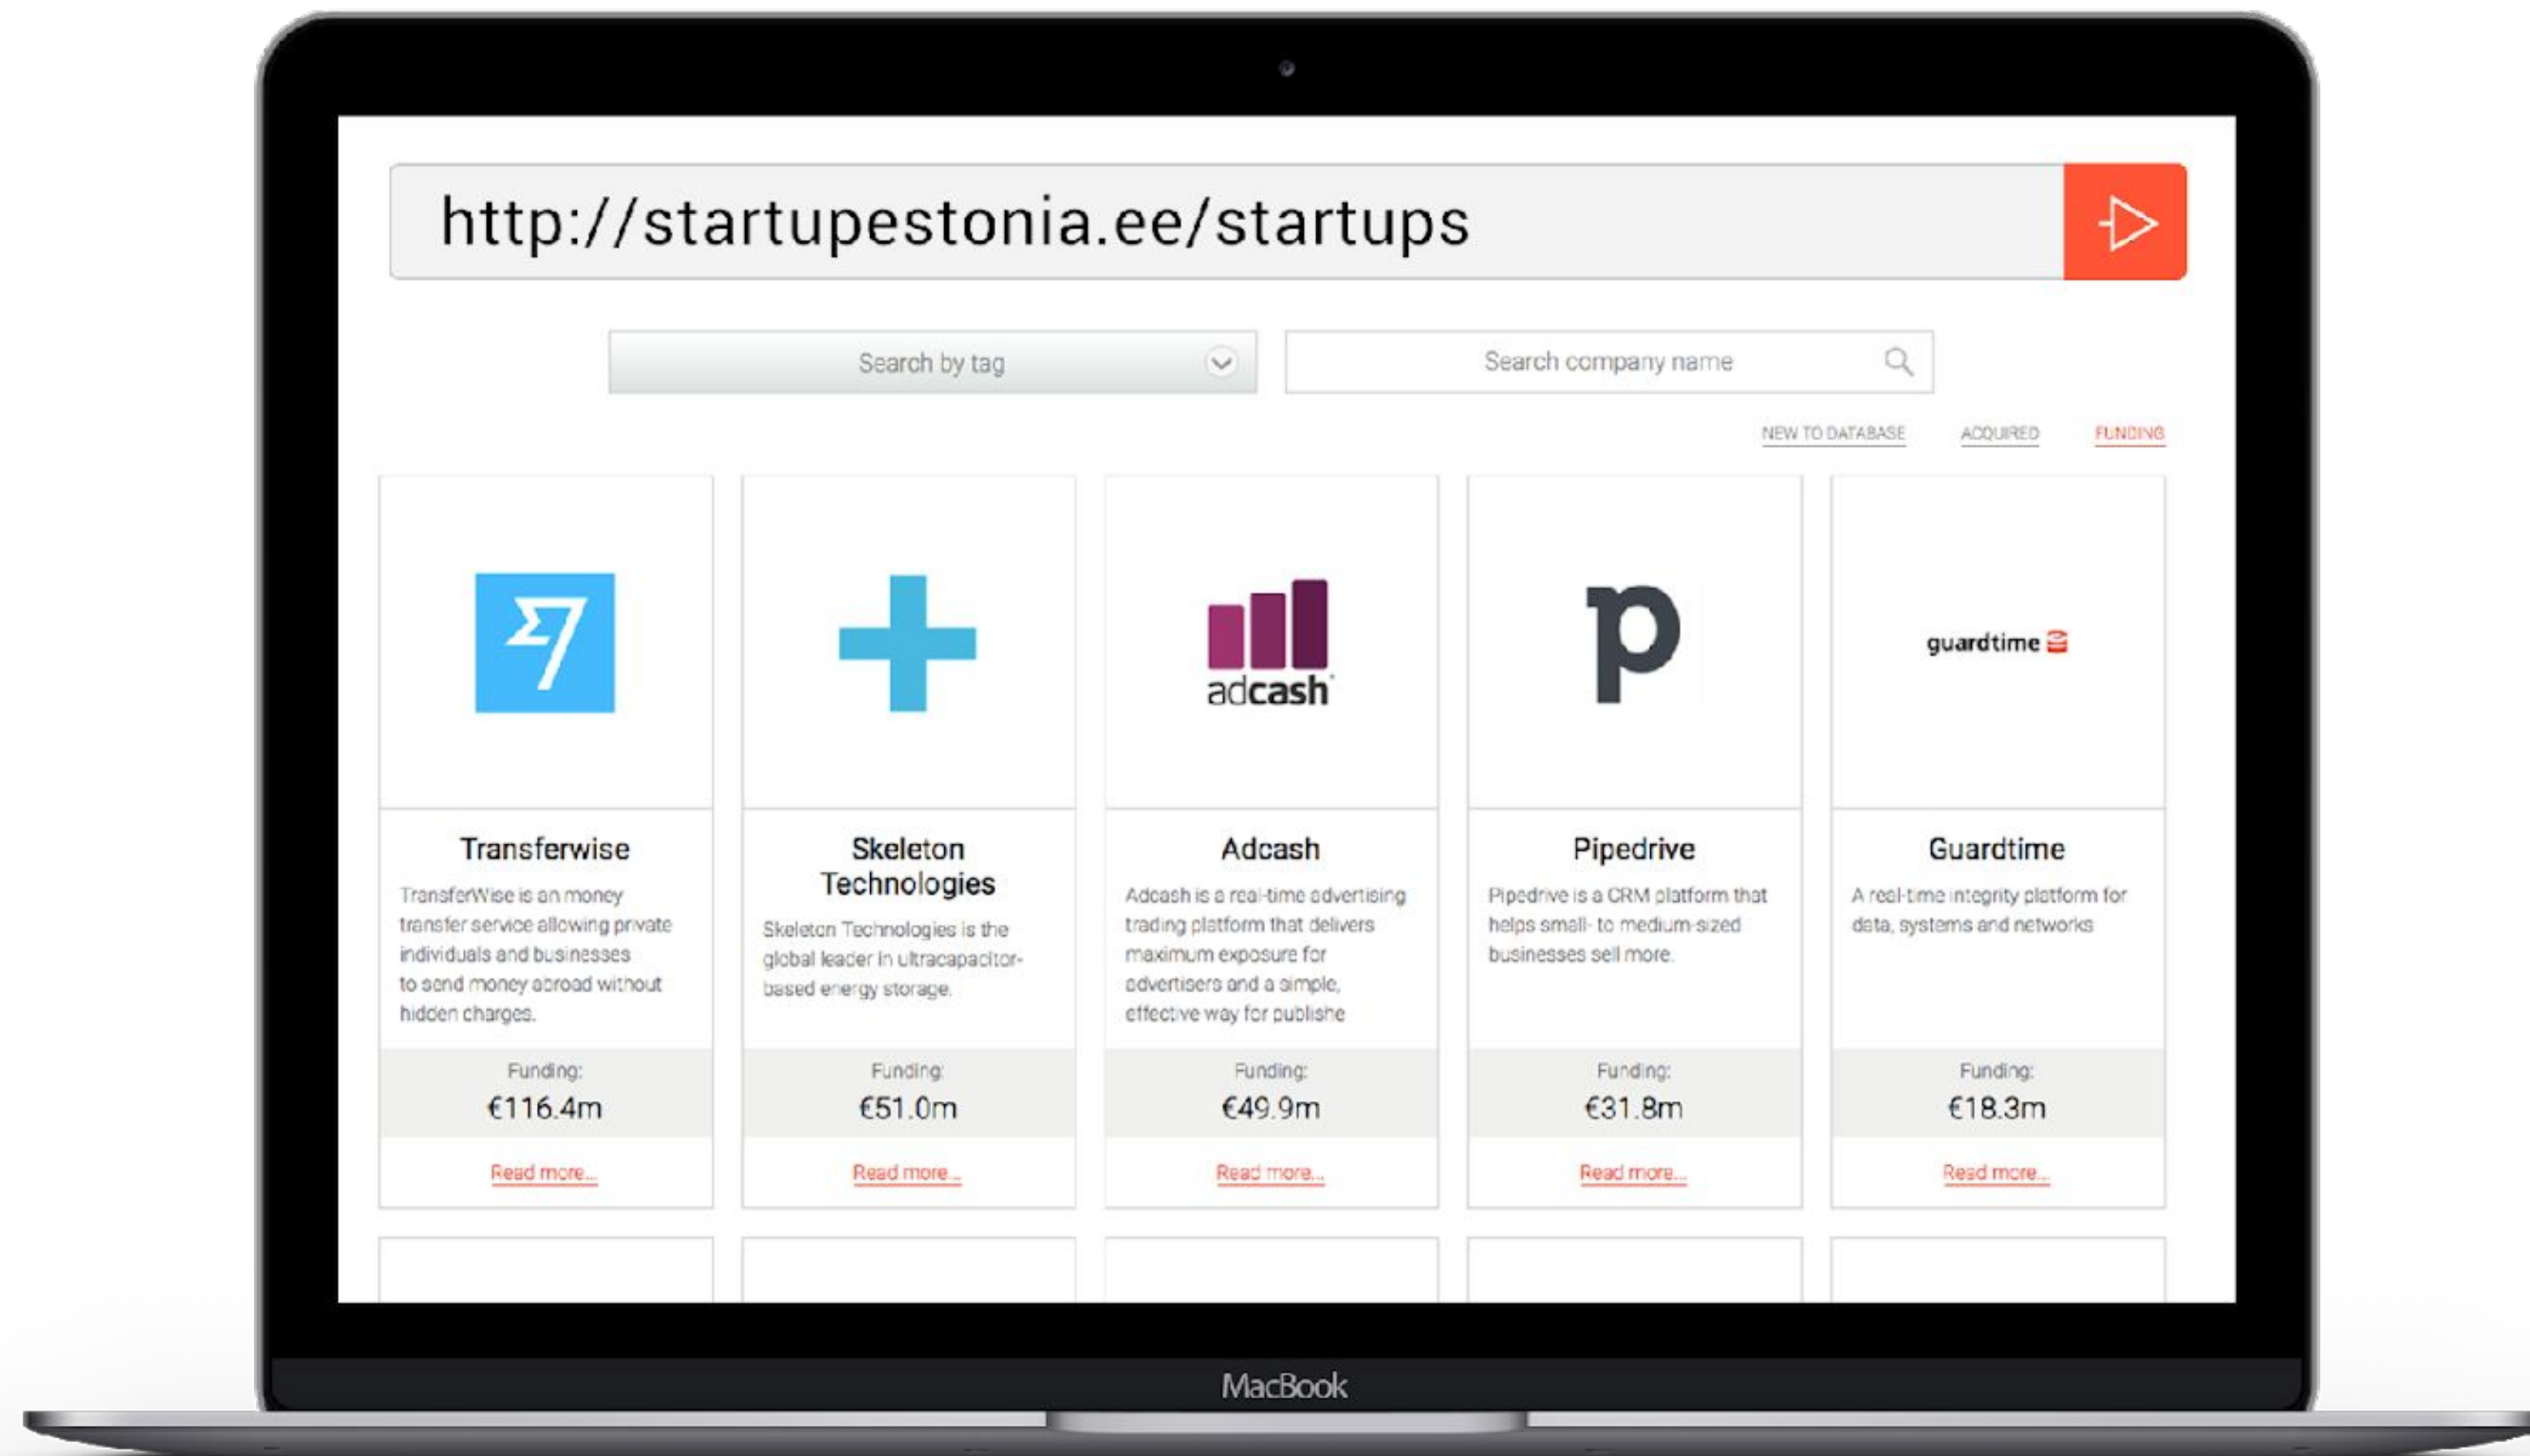 http://startupestonia.ee/startups
Search by tag
Search company name
NEW TO DATABASE
ACQUIRED
FUNDING
adcash
guardtime
Transferwise
TransferWise is an money
transfer service allowing private
individuals and businesses
to send money abroad without
hidden charges.
Funding:
€116.4m
Read more...
Skeleton
Technologies
Skeleton Technologies is the
global leader in ultracapacitor-
based energy storage.
Funding:
€51.0m
Read more...
Adcash
Adcash is a real-time advertising
trading platform that delivers
maximum exposure for
advertisers and a simple,
effective way for publishe
Funding:
€49.9m
Read more...
p
Pipedrive
Pipedrive is a CRM platform that
helps small- to medium-sized
businesses sell more.
Funding:
€31.8m
Read more...
Guardtime
A real-time integrity platform for
data, systems and networks
Funding:
€18.3m
Read more...
MacBook